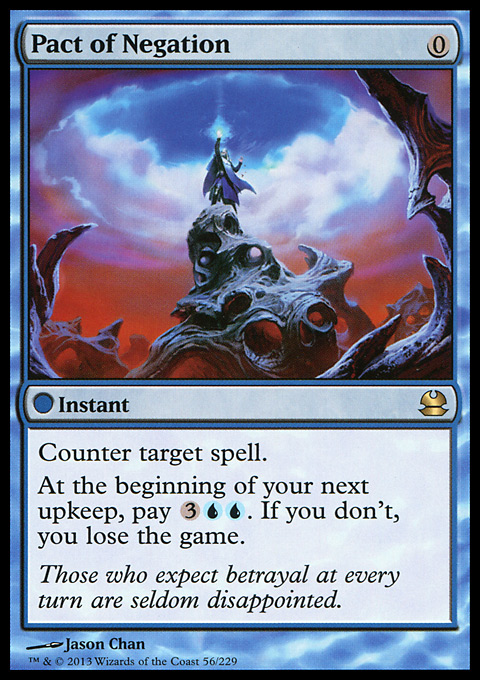 Pact of Negation 0
Instant
Counter target spell.
At the beginning of your next
upkeep, pay 3. If you don't,
you lose the game.
Those who expect betrayal at every
turn are seldom disappointed.
Jason Chan
™ & © 2013 Wizards of the Coast 56/229